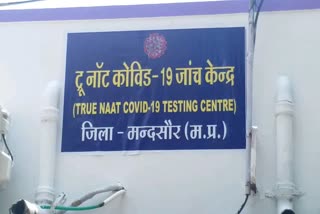 टू नॉट कोविड - 19 जांच केन्द्र
(TRUE NAAT COVID-19 TESTING CENTRE)
जिला - मन्दसौर (म.प्र.)